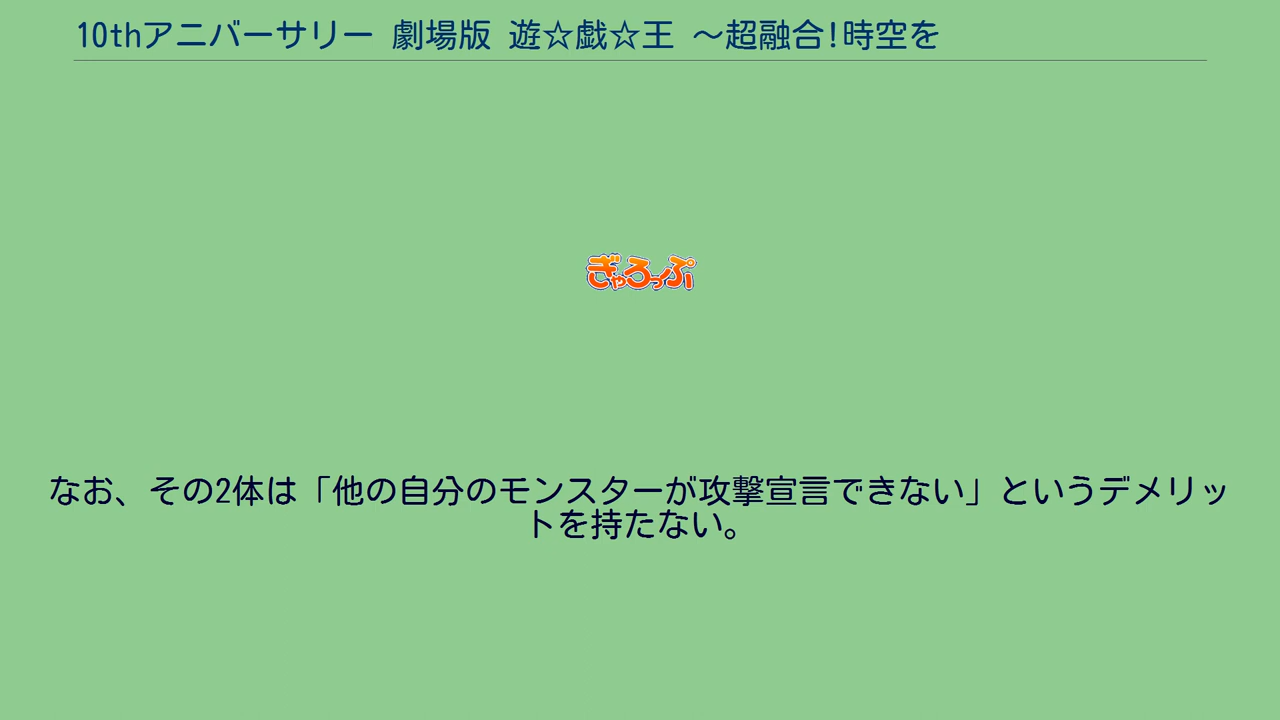 10thアニバーサリー 劇場版 遊☆戯☆王 ～超融合!時空を
ぎゃろっぷ
なお、その2体は「他の自分のモンスターが攻撃宣言できない」というデメリッ
トを持たない。